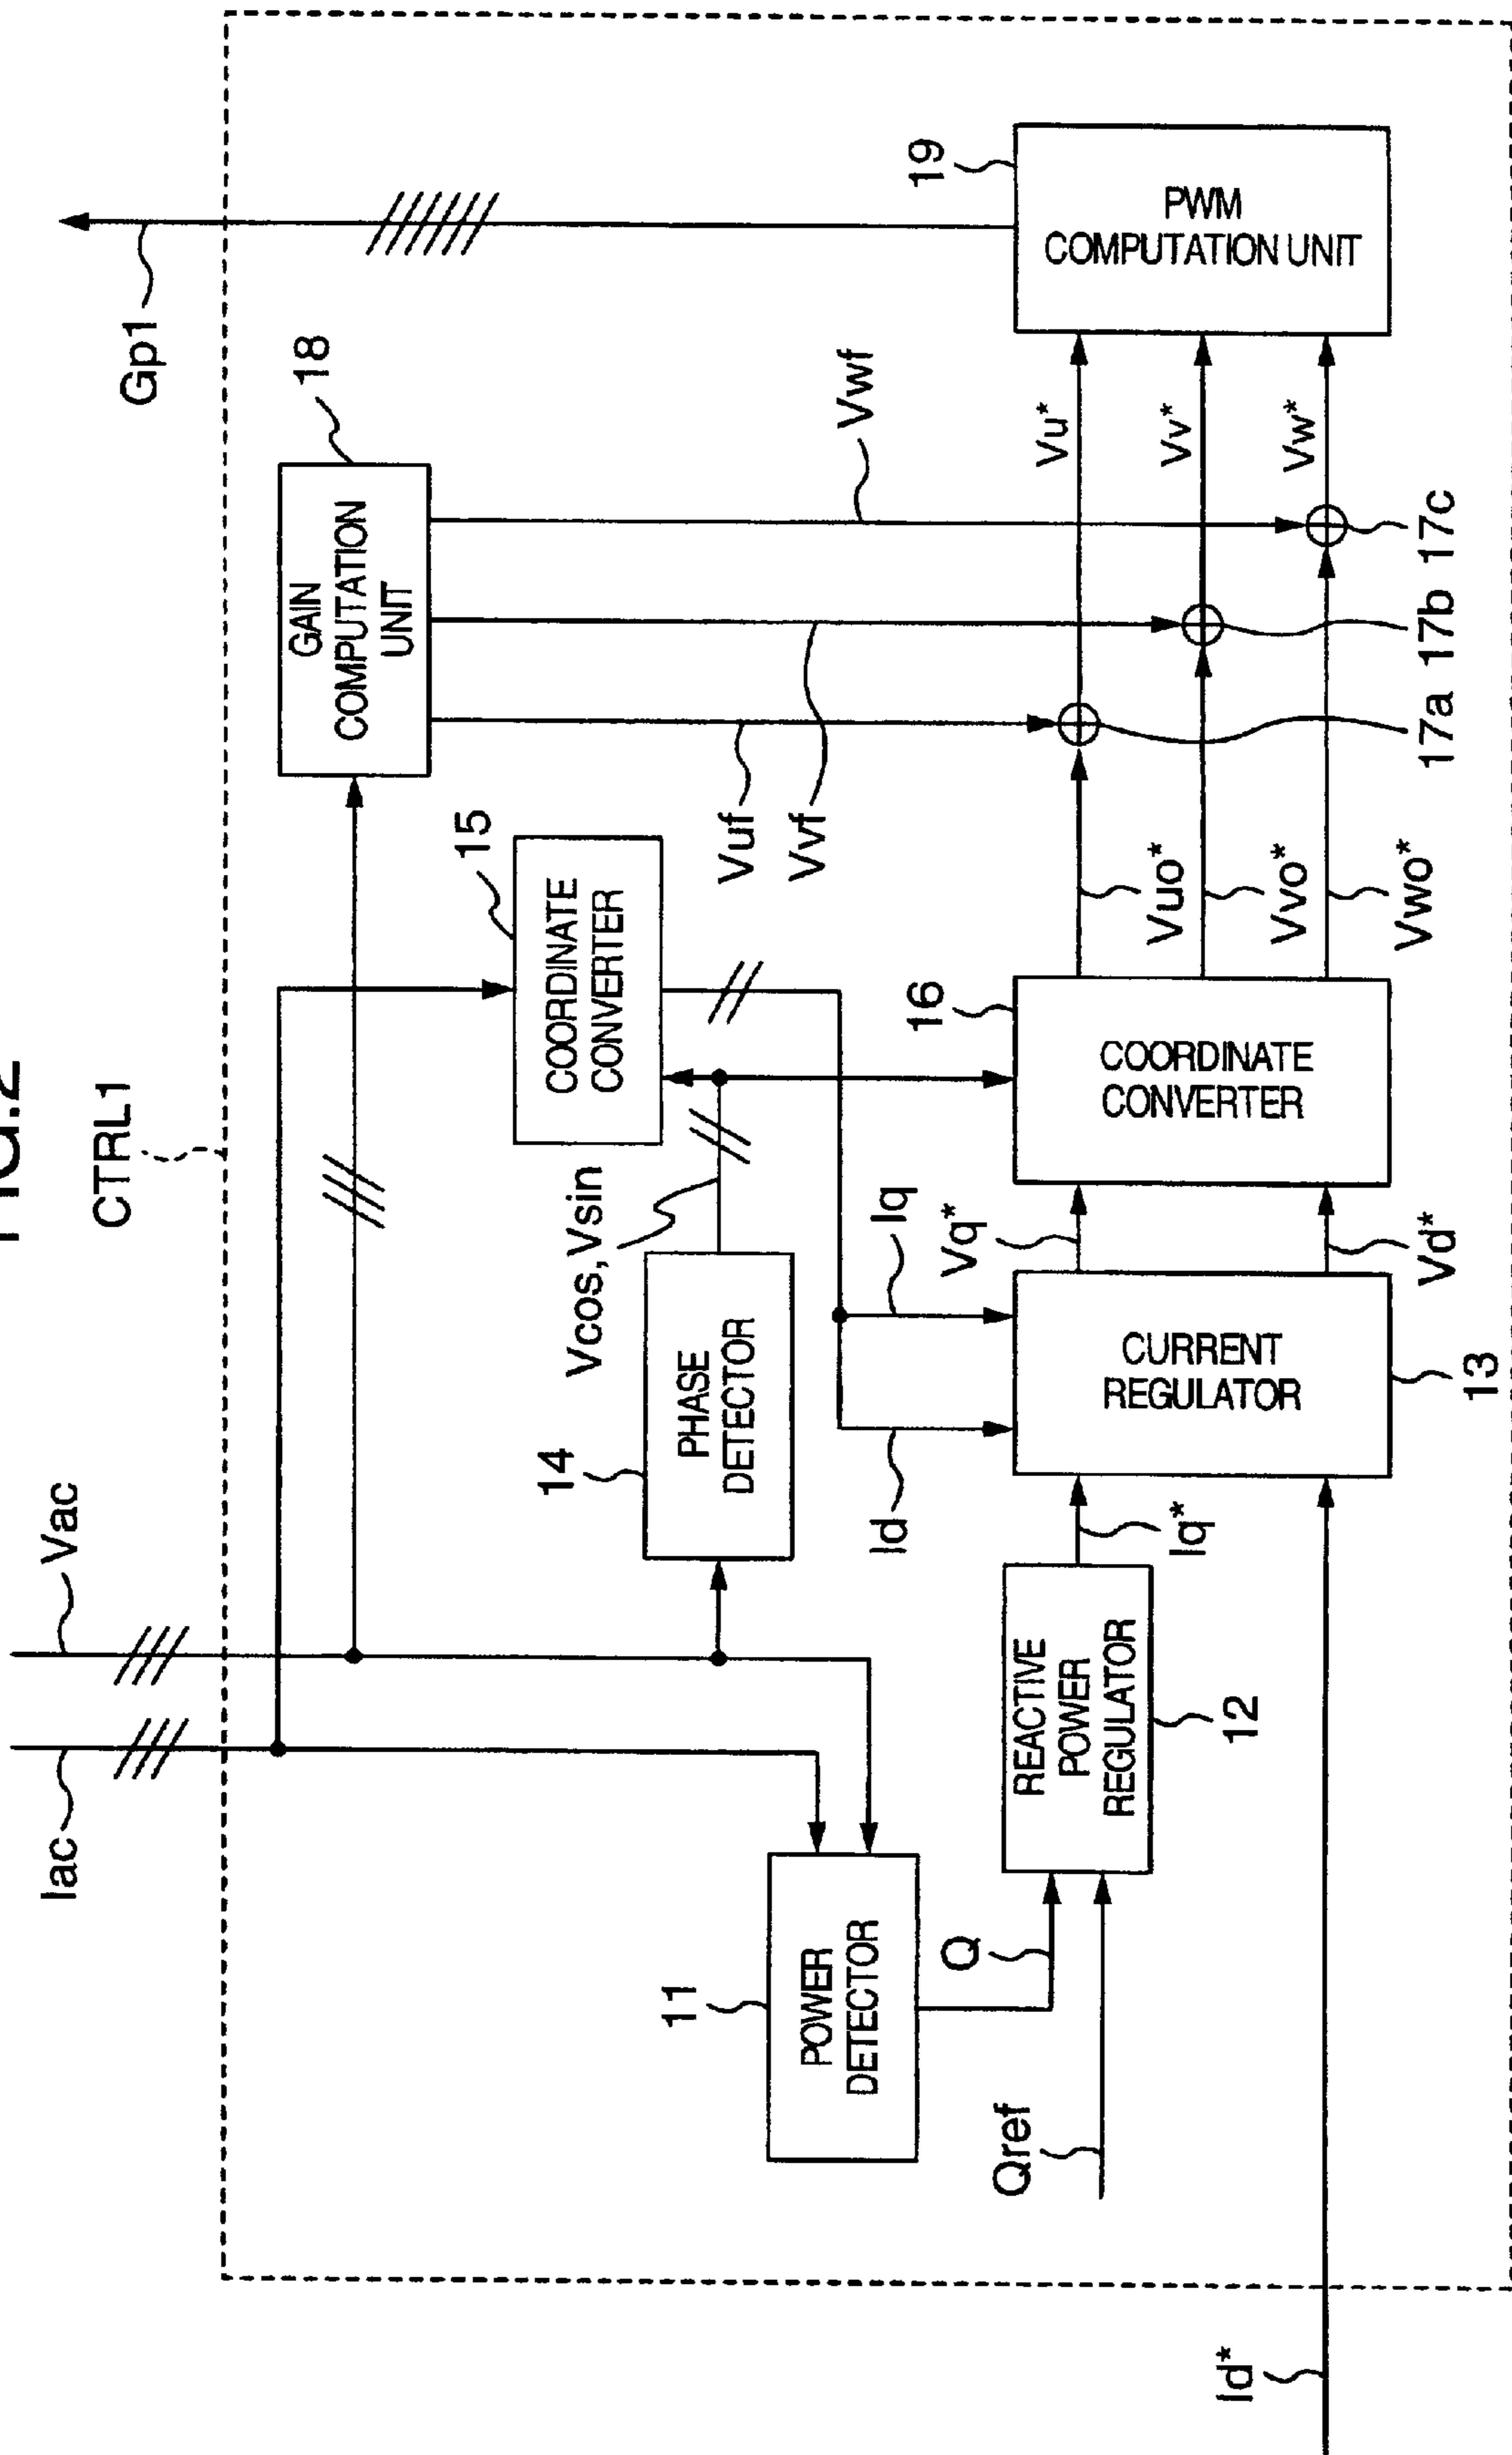 FIG.2
CTRL1
Iac
Vac
Gp1
18
GAIN
COMPUTATION
UNIT
15
COORDINATE
CONVERTER
Vcos, Vsin
14
PHASE
DETECTOR
11
POWER
DETECTOR
Q
Qref
REACTIVE
POWER
REGULATOR
12
Iq*
Id
Iq
CURRENT
REGULATOR
13
Vq*
Vd*
16
COORDINATE
CONVERTER
Vuf
Vvf
Vwf
Vuo*
Vvo*
Vwo*
17a
17b
17c
Vu*
Vv*
Vw*
19
PWM
COMPUTATION UNIT
Id*